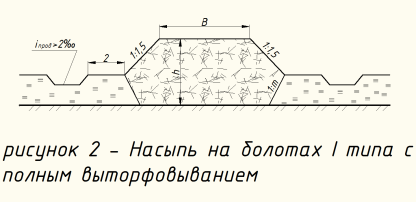 B
iпрод>2‰
2
1:1,5
h
1:1,5
1:m
рисунок 2 - Насыпь на болотах I типа с
полным выторфовыванием